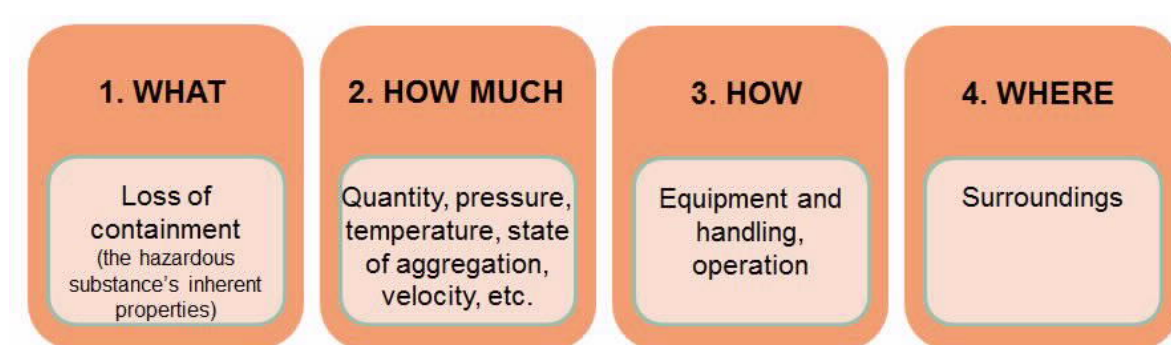 1. WHAT
Loss of
containment
(the hazardous
substance's inherent
properties)
2. HOW MUCH
Quantity, pressure,
temperature, state
of aggregation,
velocity, etc.
3. HOW
Equipment and
handling,
operation
4. WHERE
Surroundings